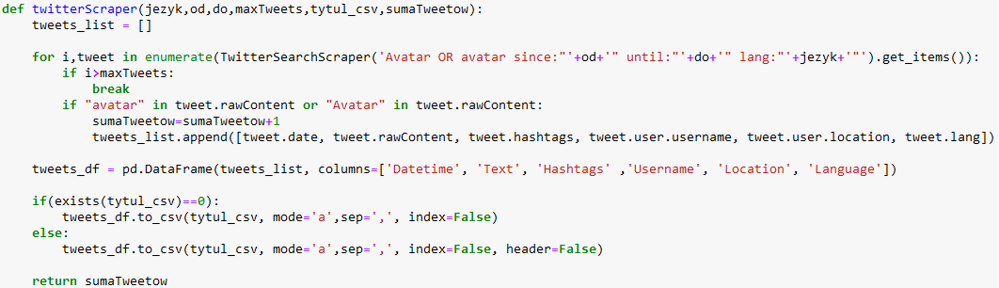 def twitterScraper(jezyk,od,do,maxTweets,tytul_csv,sumaTweetow):
    tweets_list = []

    for i,tweet in enumerate(TwitterSearchScraper('Avatar OR avatar since:"'+od+'" until:"'+do+'" lang:"'+jezyk+'"').get_items()):
        if i>maxTweets:
            break
        if "avatar" in tweet.rawContent or "Avatar" in tweet.rawContent:
            sumaTweetow=sumaTweetow+1
            tweets_list.append([tweet.date, tweet.rawContent, tweet.hashtags, tweet.user.username, tweet.user.location, tweet.lang])

    tweets_df = pd.DataFrame(tweets_list, columns=['Datetime', 'Text', 'Hashtags' ,'Username', 'Location', 'Language'])

    if(exists(tytul_csv)==0):
        tweets_df.to_csv(tytul_csv, mode='a',sep=',', index=False)
    else:
        tweets_df.to_csv(tytul_csv, mode='a',sep=',', index=False, header=False)

    return sumaTweetow